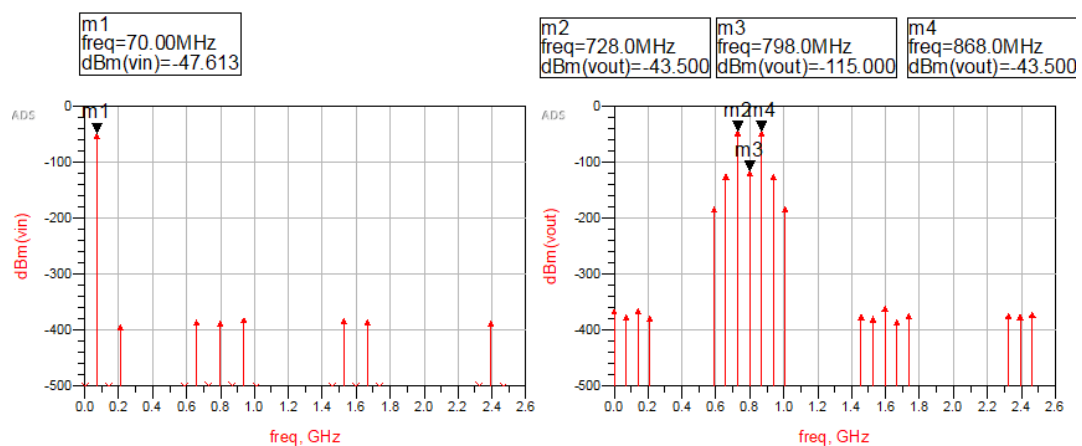 m1
freq=70.00MHz
dBm(vin)=-47.613
m2
freq=728.0MHz
dBm(vout)=-43.500
m3
freq=798.0MHz
dBm(vout)=-115.000
m4
freq=868.0MHz
dBm(vout)=-43.500
ADS
m1
0
-100
-200
-300
-400
-500
dBm(vin)
0.0 0.2 0.4 0.6 0.8 1.0 1.2 1.4 1.6 1.8 2.0 2.2 2.4 2.6
freq, GHz
ADS
m2 m4
m3
0
-100
-200
-300
-400
-500
dBm(vout)
0.0 0.2 0.4 0.6 0.8 1.0 1.2 1.4 1.6 1.8 2.0 2.2 2.4 2.6
freq, GHz